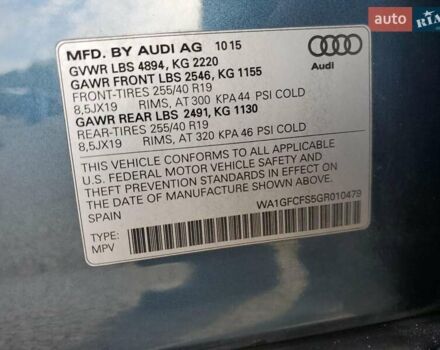 auto RIA
MFD. BY AUDI AG 10 15
GVWR LBS 4894, KG 2220
GAWR FRONT LBS 2546, KG 1155
FRONT-TIRES 255/40 R19
8,5JX19 RIMS, AT 300 KPA 44 PSI COLD
GAWR REAR LBS 2491, KG 1130
REAR-TIRES 255/40 R19
8,5JX19 RIMS, AT 320 KPA 46 PSI COLD
Audi
THIS VEHICLE CONFORMS TO ALL APPLICABLE
U.S. FEDERAL MOTOR VEHICLE SAFETY, BUMPER, AND
THEFT PREVENTION STANDARDS IN EFFECT ON
THE DATE OF MANUFACTURE SHOWN ABOVE.
SPAIN
WA1GFCFS5GR010479
TYPE:
MPV